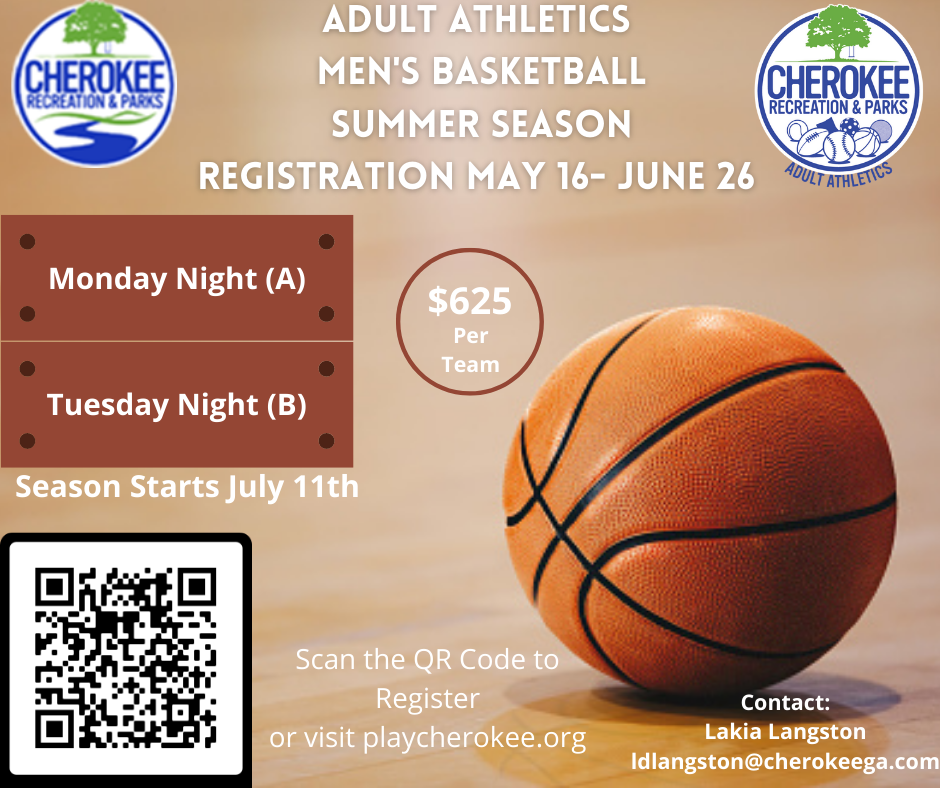 CHEROKEE
RECREATION & PARKS
ADULT ATHLETICS
MEN'S BASKETBALL
SUMMER SEASON
REGISTRATION MAY 16- JUNE 26
CHEROKEE
RECREATION & PARKS
ADULT ATHLETICS
Monday Night (A)
Tuesday Night (B)
Season Starts July 11th
$625
Per
Team
Scan the QR Code to
Register
or visit playcherokee.org
Contact:
Lakia Langston
ldlangston@cherokeega.com